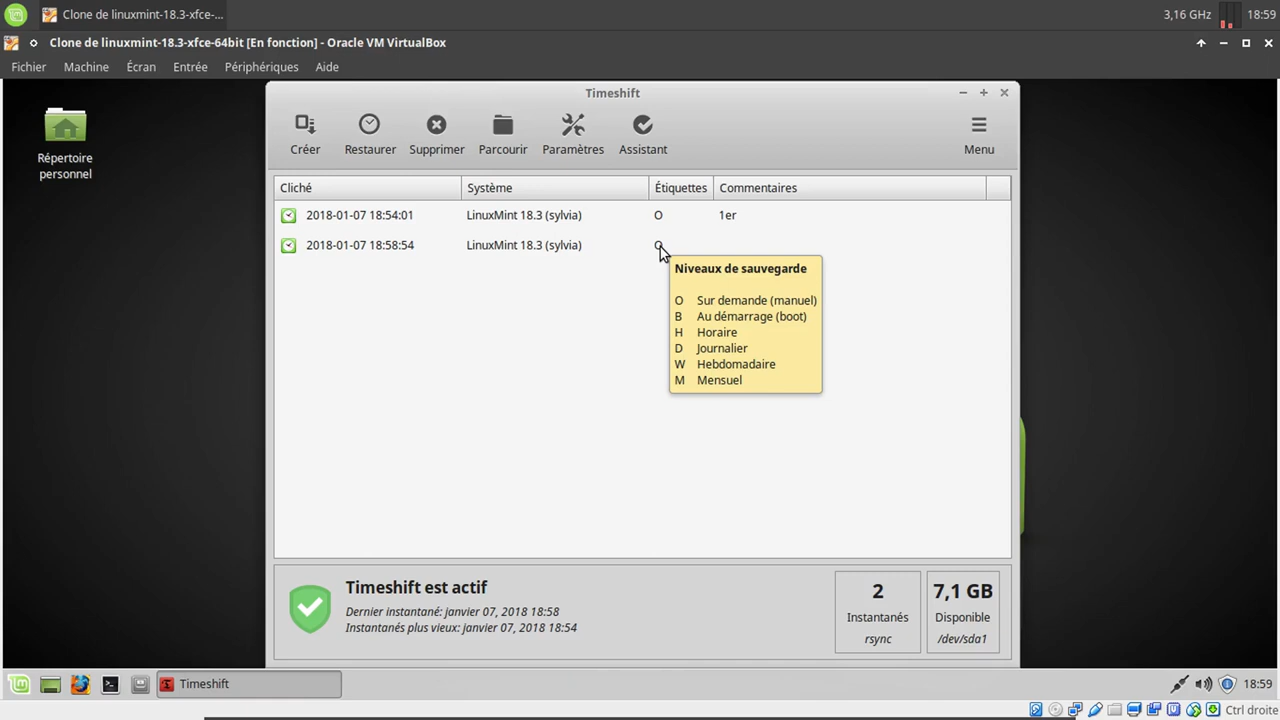 Clone de linuxmint-18.3-xfce-...
3,16 GHz
18:59
Clone de linuxmint-18.3-xfce-64bit [En fonction] - Oracle VM VirtualBox
Fichier Machine Écran Entrée Périphériques Aide
Répertoire
personnel
Timeshift
Créer Restaurer Supprimer Parcourir Paramètres Assistant Menu
Cliché Système Étiquettes Commentaires
2018-01-07 18:54:01 LinuxMint 18.3 (sylvia) O 1er
2018-01-07 18:58:54 LinuxMint 18.3 (sylvia) O
Niveaux de sauvegarde
O Sur demande (manuel)
B Au démarrage (boot)
H Horaire
D Journalier
W Hebdomadaire
M Mensuel
Timeshift est actif
Dernier instantané: janvier 07, 2018 18:58
Instantanés plus vieux: janvier 07, 2018 18:54
2
Instantanés
rsync
7,1 GB
Disponible
/dev/sda1
Timeshift
18:59
Ctrl droite